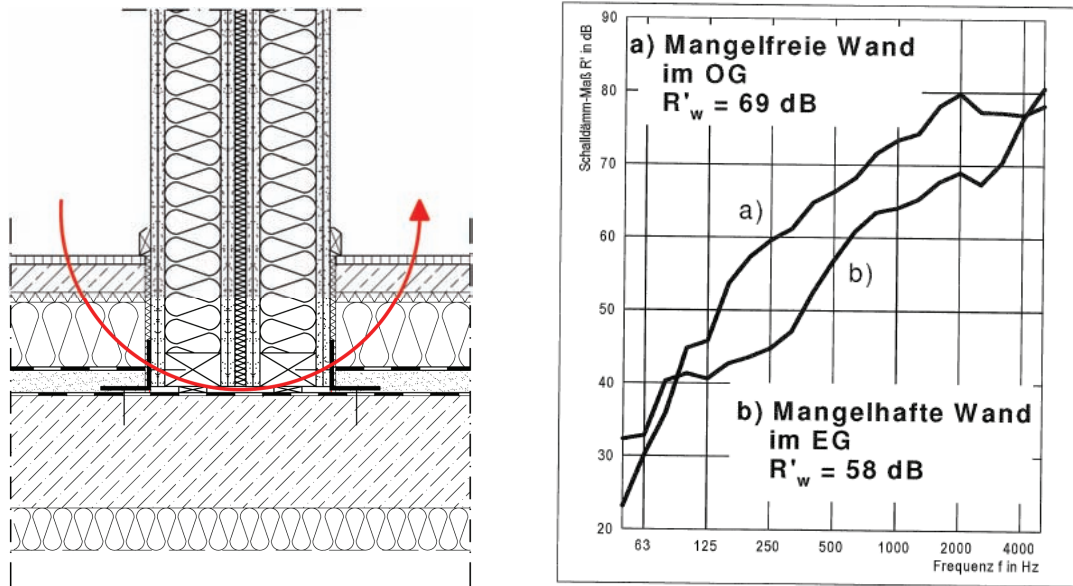 90
80
70
60
50
40
30
20
Schalldämm-Maß R' in dB
a) Mangelfreie Wand
im OG
R'w = 69 dB
a)
b)
b) Mangelhafte Wand
im EG
R'w = 58 dB
63 125 250 500 1000 2000 4000
Frequenz f in Hz